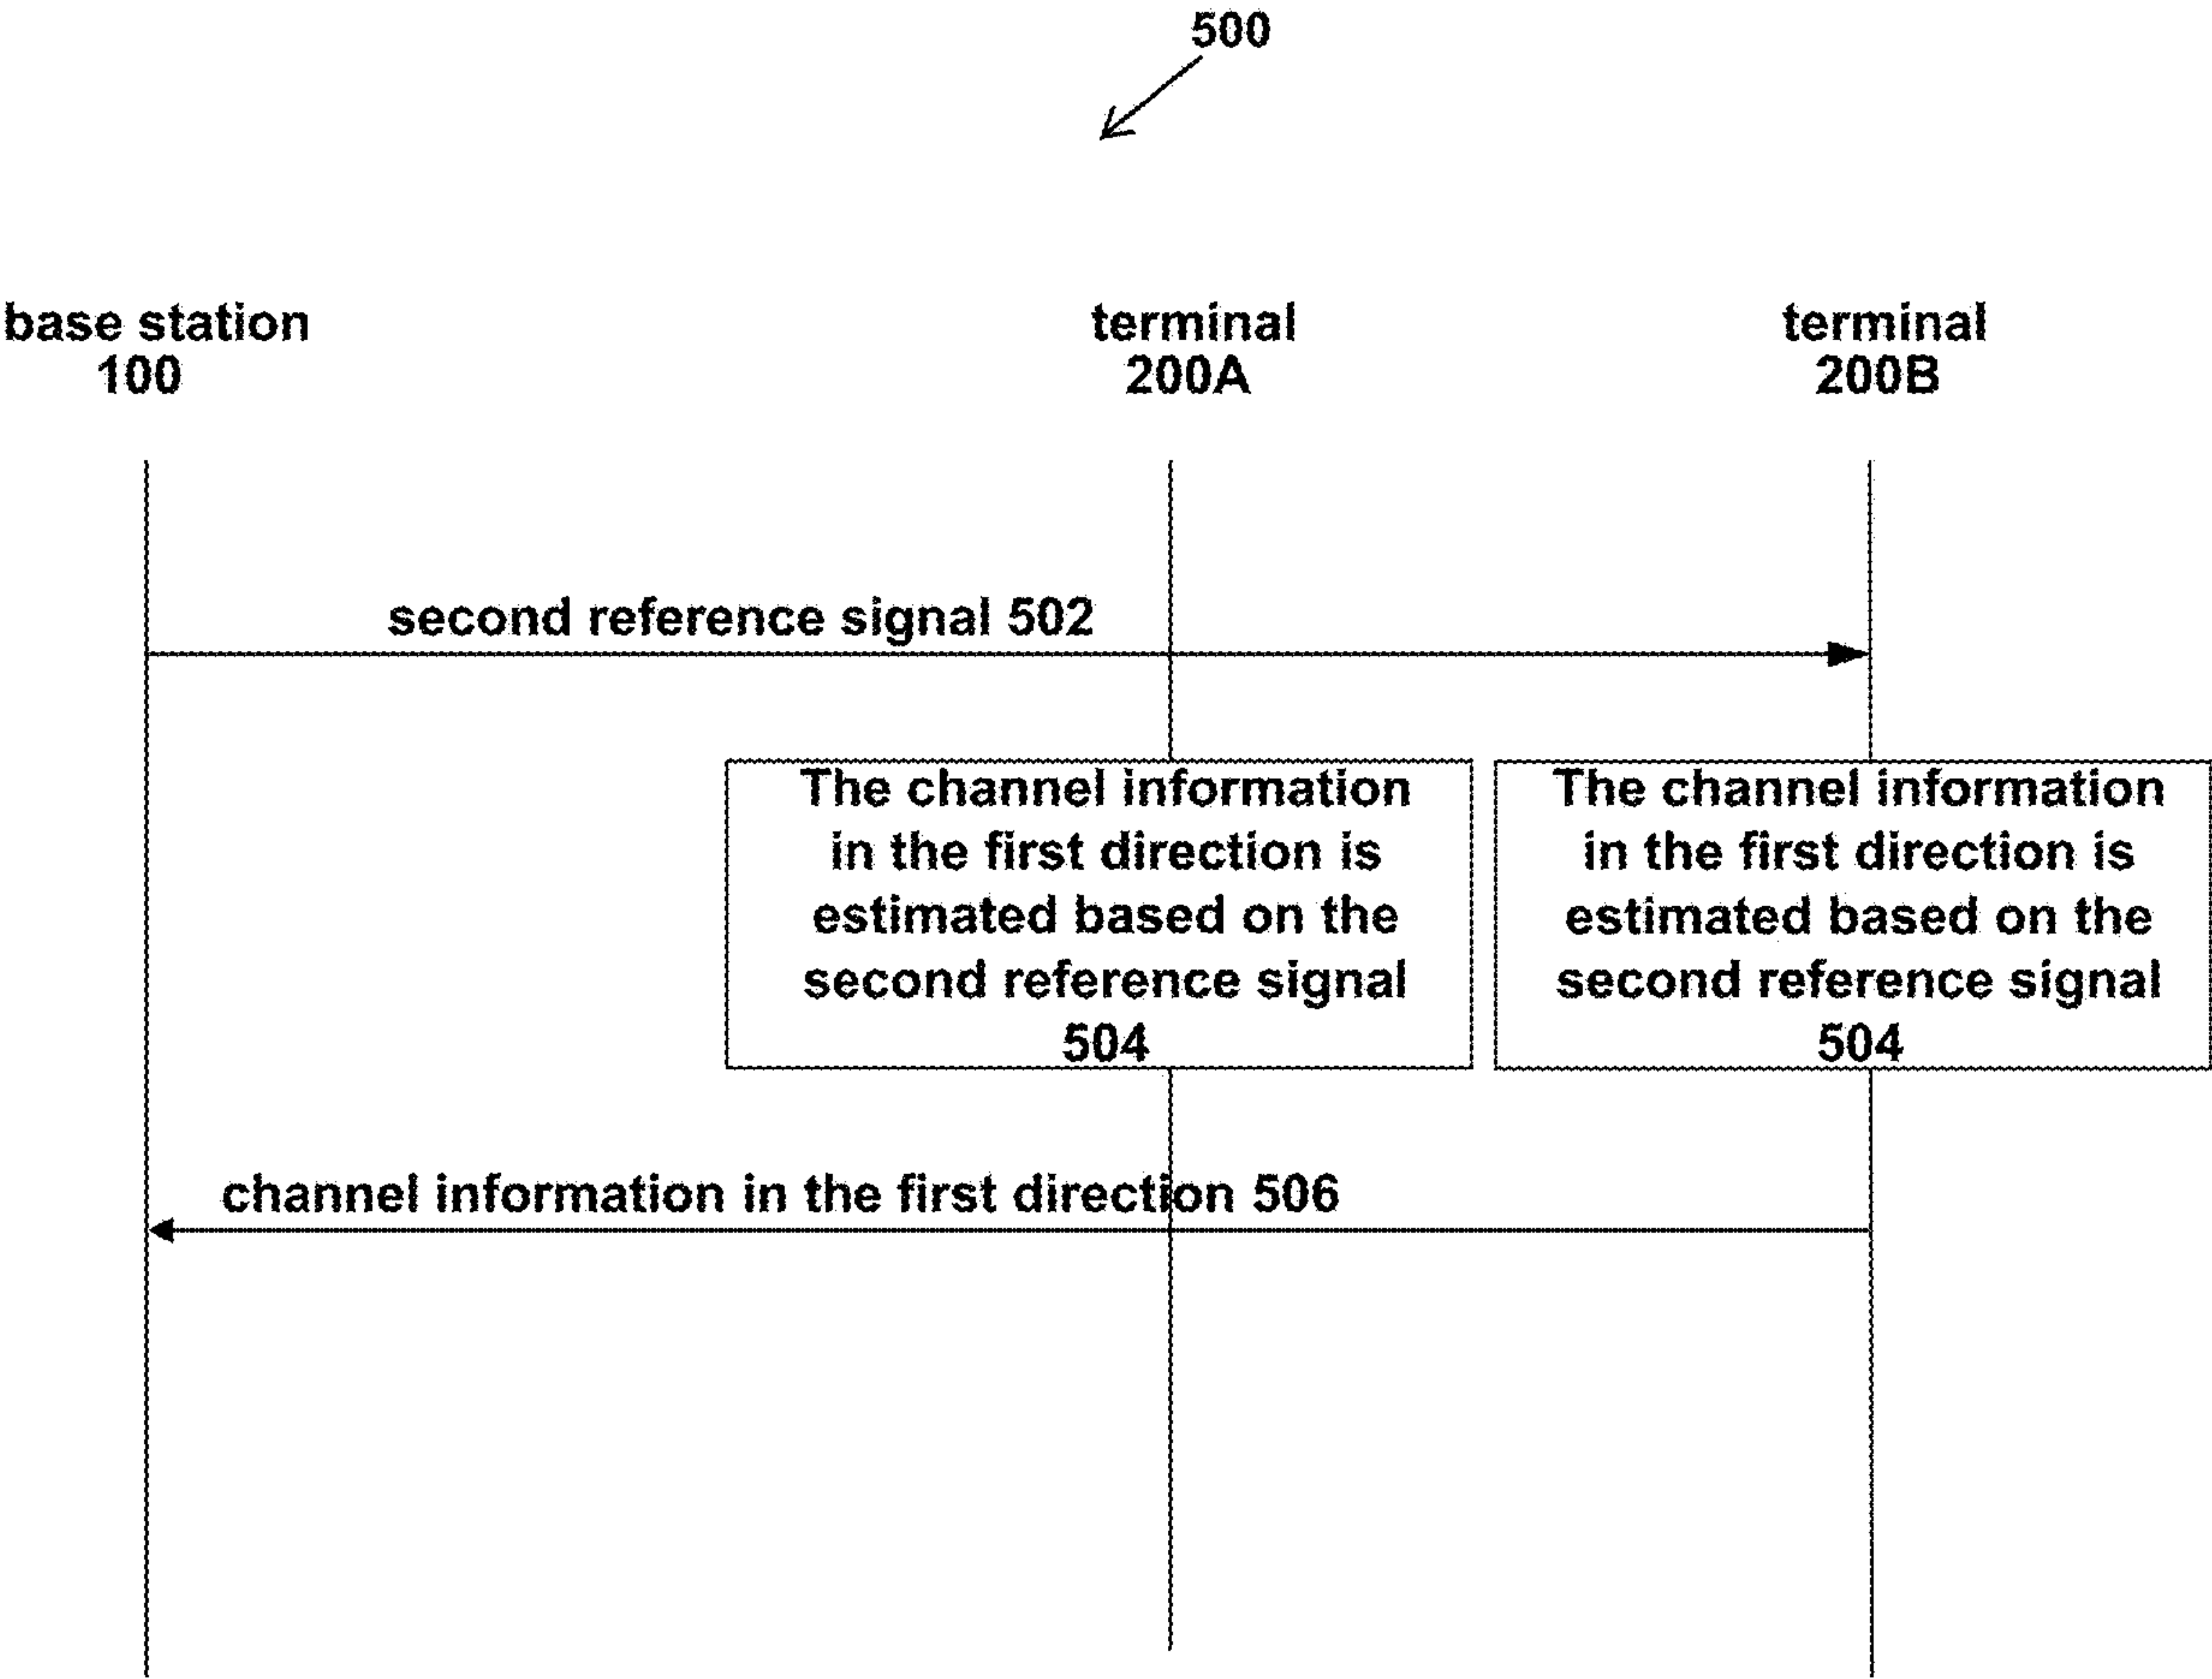 500
base station
100
terminal
200A
terminal
200B
second reference signal 502
The channel information
in the first direction is
estimated based on the
second reference signal
504
The channel information
in the first direction is
estimated based on the
second reference signal
504
channel information in the first direction 506